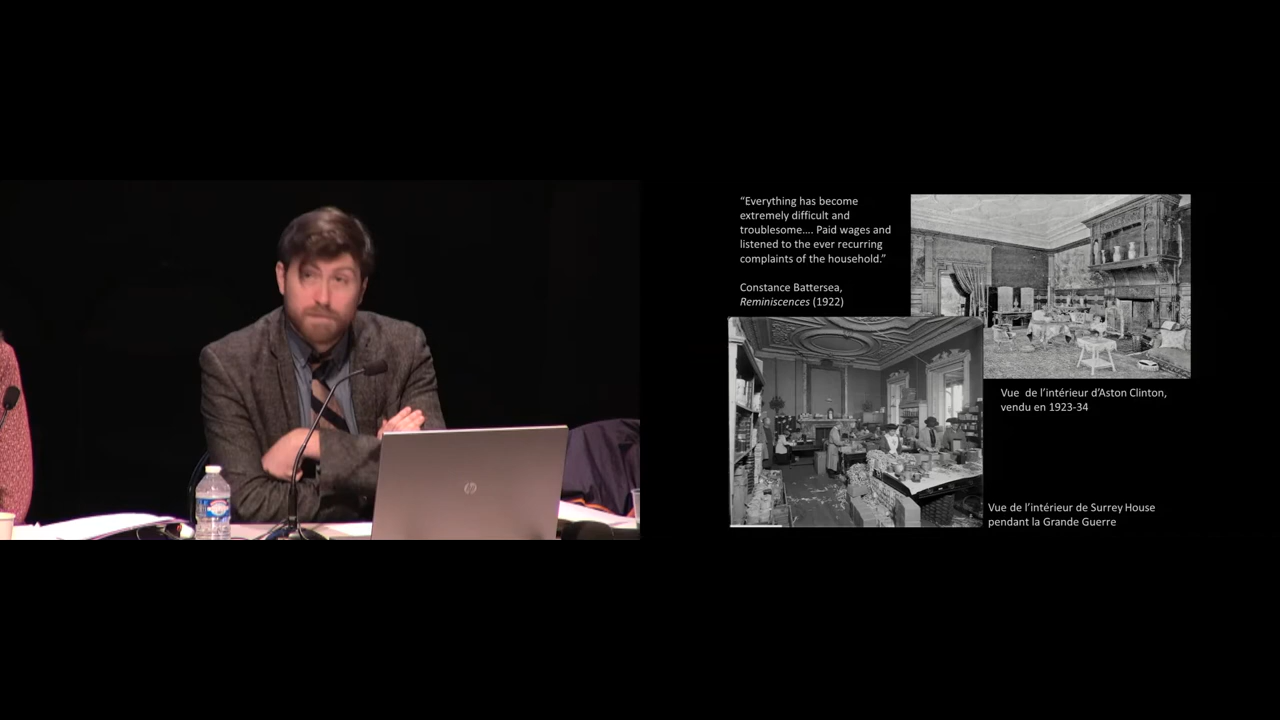 “Everything has become
extremely difficult and
troublesome.... Paid wages and
listened to the ever recurring
complaints of the household.”
Constance Battersea,
Reminiscences (1922)
Vue de l’intérieur d’Aston Clinton,
vendu en 1923-34
Vue de l’intérieur de Surrey House
pendant la Grande Guerre
hp